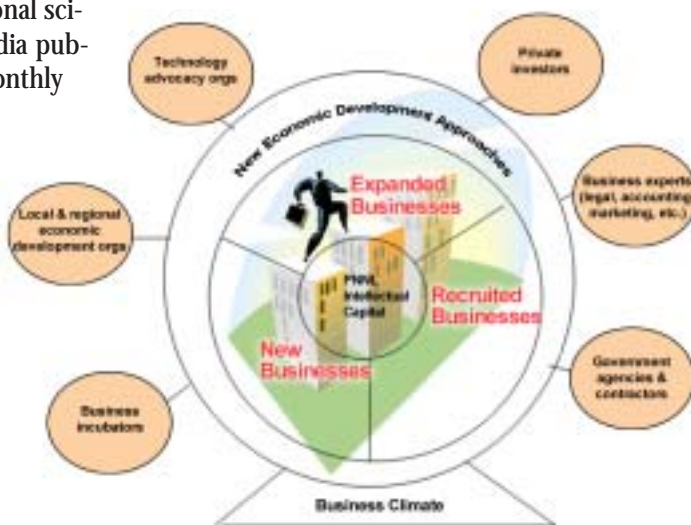 onal sci-
dia pub-
onthly
Technology
advocacy orgs
Private
investors
New Economic Development Approaches
Expanded
Businesses
Business experts
(legal, accounting
marketing, etc.)
Local & regional
economic
development orgs
PNNL
Intellectual
Capital
Recruited
Businesses
New
Businesses
Government
agencies &
contractors
Business
incubators
Business Climate